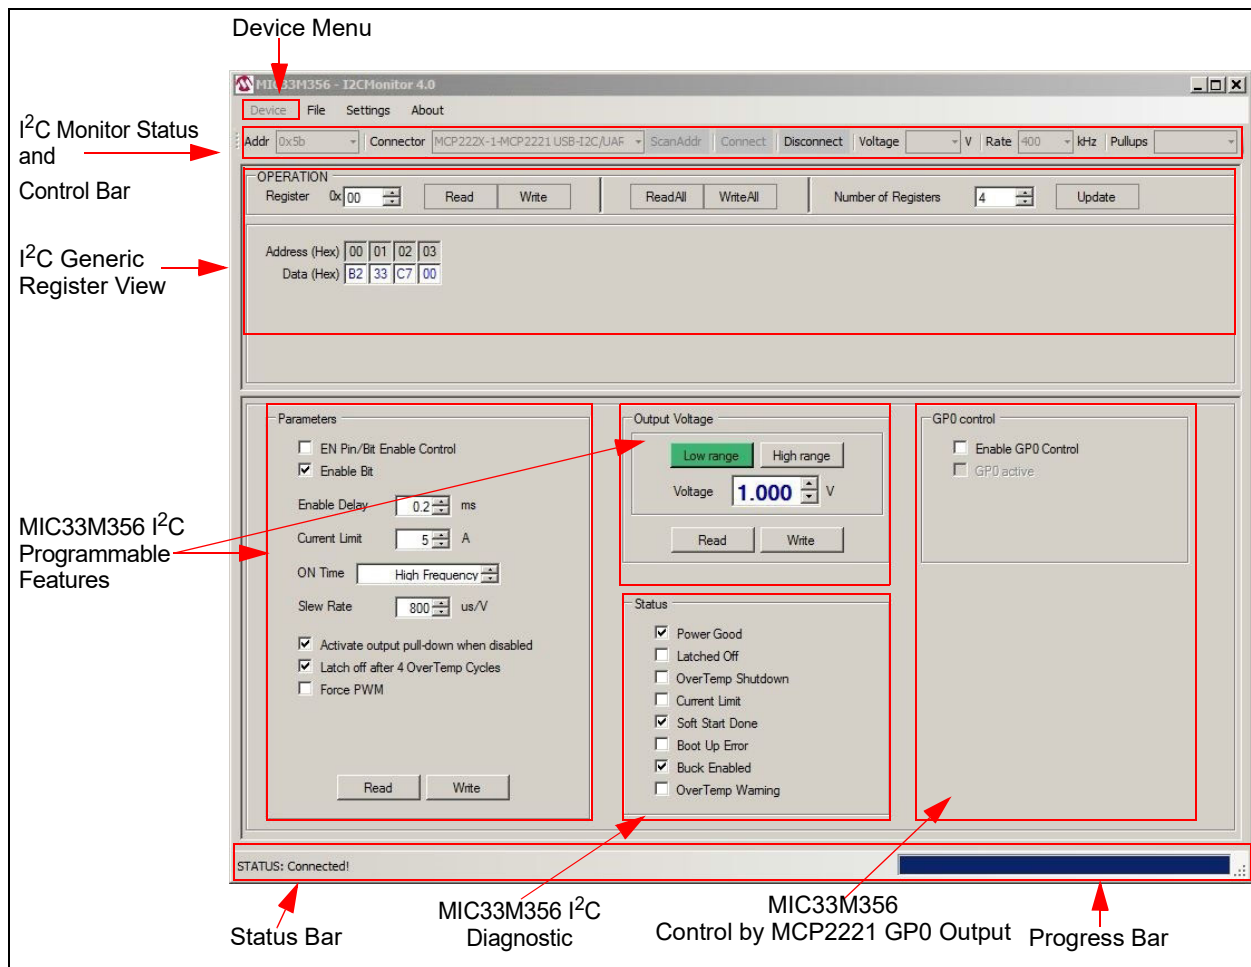 Device Menu
MIC33M356 - I2CMonitor 4.0
Device File Settings About
I2C Monitor Status
and
Control Bar
Addr 0x5b Connector MCP222X-1-MCP2221 USB-I2C/UAF ScanAddr Connect Disconnect Voltage V Rate 400 kHz Pullups
OPERATION
Register 0x 00 Read Write ReadAll WriteAll Number of Registers 4 Update
I2C Generic
Register View
Address (Hex) 00 01 02 03
Data (Hex) B2 33 C7 00
MIC33M356 I2C
Programmable
Features
Parameters
EN Pin/Bit Enable Control
Enable Bit
Enable Delay 0.2 ms
Current Limit 5 A
ON Time High Frequency
Slew Rate 800 us/V
Activate output pull-down when disabled
Latch off after 4 OverTemp Cycles
Force PWM
Read Write
Output Voltage
Low range High range
Voltage 1.000 V
Read Write
Status
Power Good
Latched Off
OverTemp Shutdown
Current Limit
Soft Start Done
Boot Up Error
Buck Enabled
OverTemp Warning
GP0 control
Enable GP0 Control
GP0 active
STATUS: Connected!
Status Bar
MIC33M356 I2C
Diagnostic
MIC33M356
Control by MCP2221 GP0 Output
Progress Bar